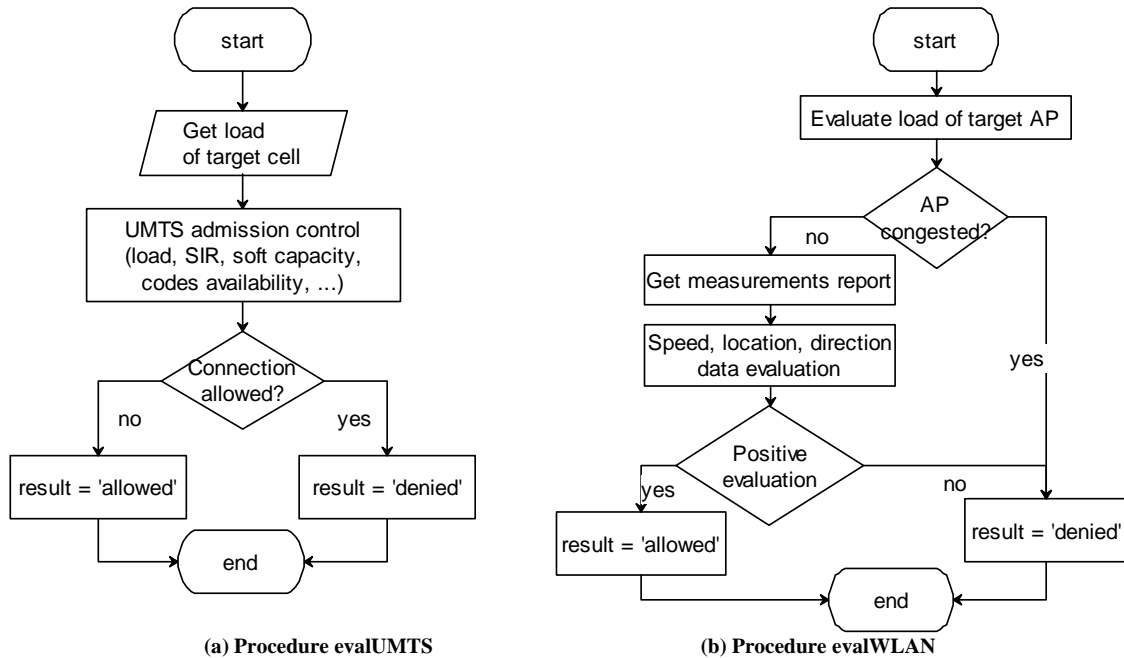 start
Get load
of target cell
UMTS admission control
(load, SIR, soft capacity,
codes availability, ...)
Connection
allowed?
no
yes
result = 'allowed'
result = 'denied'
end
(a) Procedure evalUMTS
start
Evaluate load of target AP
AP
congested?
no
Get measurements report
Speed, location, direction
data evaluation
yes
Positive
evaluation
yes
no
result = 'allowed'
result = 'denied'
end
(b) Procedure evalWLAN